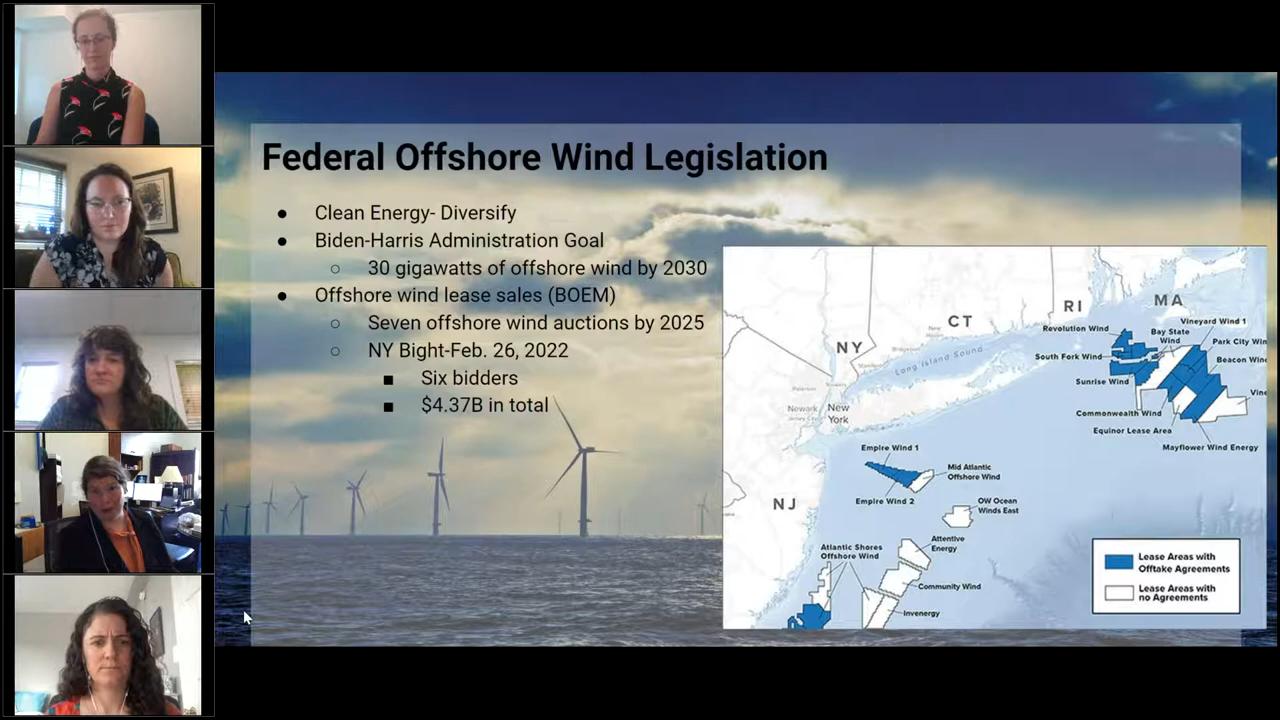 Federal Offshore Wind Legislation
● Clean Energy- Diversify
● Biden-Harris Administration Goal
○ 30 gigawatts of offshore wind by 2030
● Offshore wind lease sales (BOEM)
○ Seven offshore wind auctions by 2025
○ NY Bight-Feb. 26, 2022
■ Six bidders
■ $4.37B in total
MA
RI
CT
NY
NJ
Long Island Sound
Newark
New
York
Vineyard Wind 1
Revolution Wind
Bay State
Wind
Park City Win
South Fork Wind
Beacon Wind
Sunrise Wind
Vine
Commonwealth Wind
Equinor Lease Area
Mayflower Wind Energy
Empire Wind 1
Mid Atlantic
Offshore Wind
Empire Wind 2
OW Ocean
Winds East
Attentive
Energy
Atlantic Shores
Offshore Wind
Community Wind
Invenergy
Lease Areas with
Offtake Agreements
Lease Areas with
no Agreements